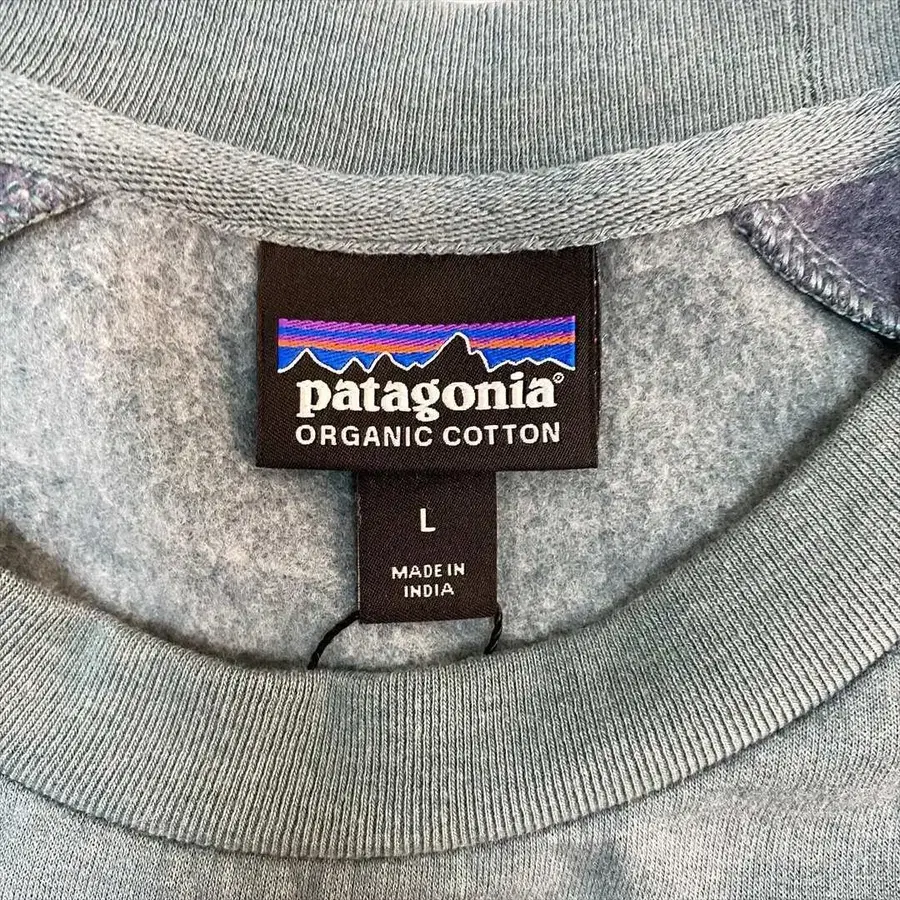 patagonia®
ORGANIC COTTON
L
MADE IN
INDIA